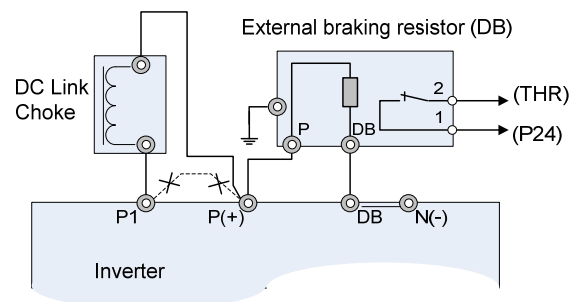 External braking resistor (DB)
DC Link
Choke
2
(THR)
1
(P24)
P
DB
P1
P(+)
DB
N(-)
Inverter